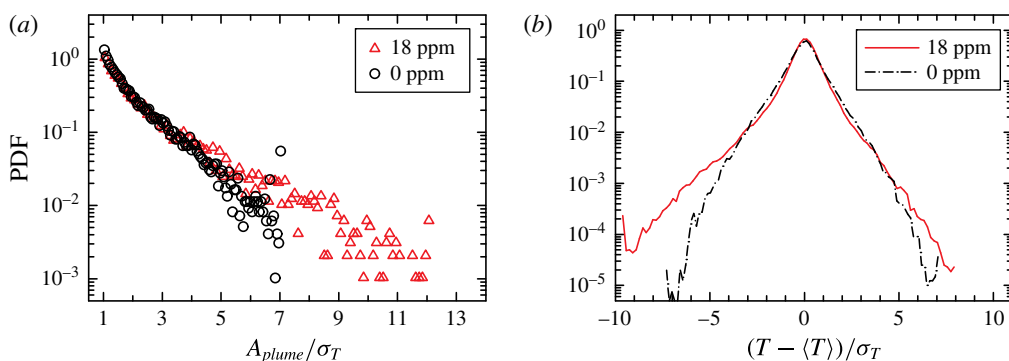 (a)
PDF
10^0
10^{-1}
10^{-2}
10^{-3}
1 3 5 7 9 11 13
A_{plume}/σ_T
18 ppm
0 ppm
(b)
10^0
10^{-1}
10^{-2}
10^{-3}
10^{-4}
10^{-5}
−10 −5 0 5 10
(T − ⟨T⟩)/σ_T
18 ppm
0 ppm